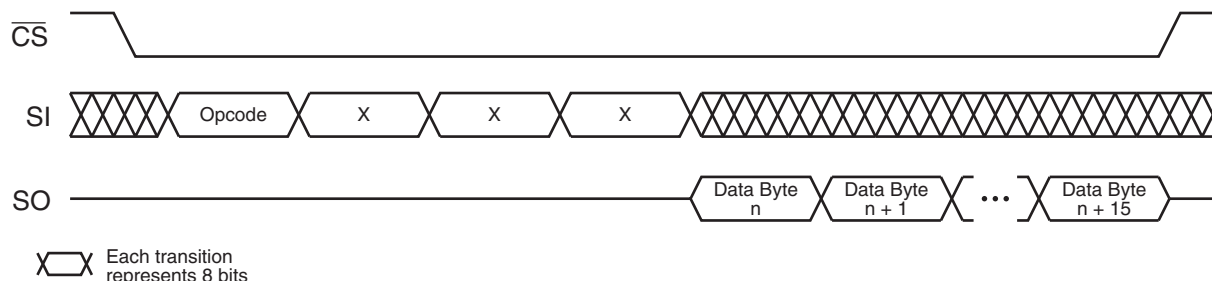 CS
SI
Opcode
X
X
X
SO
Data Byte
n
Data Byte
n + 1
•••
Data Byte
n + 15
Each transition
represents 8 bits